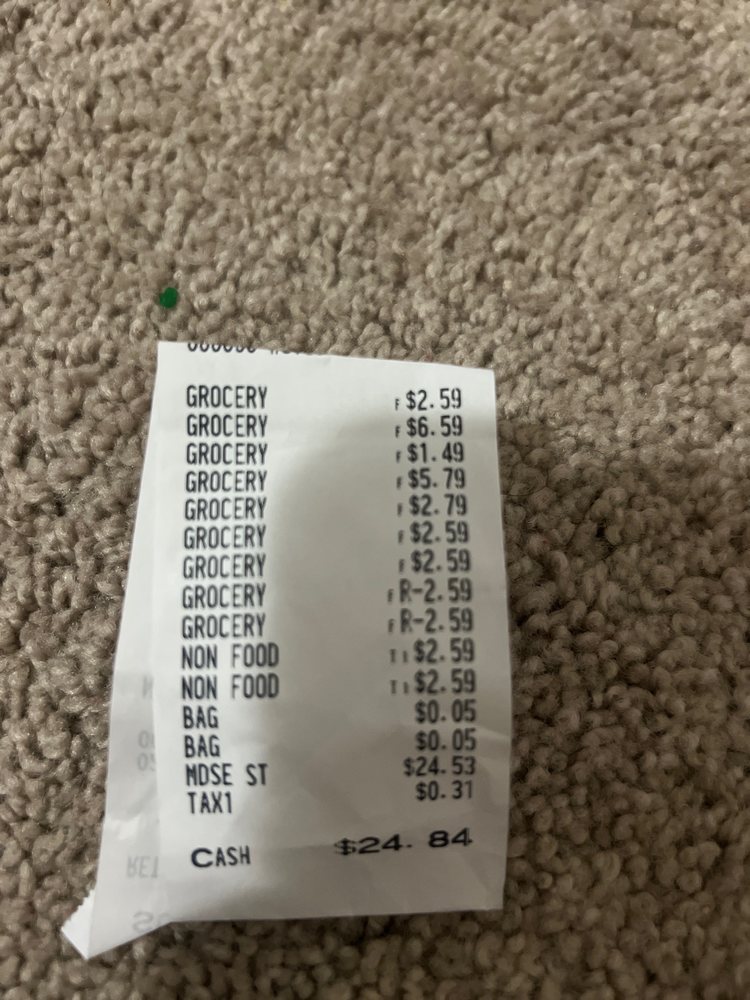 GROCERY F $2.59
GROCERY F $6.59
GROCERY F $1.49
GROCERY F $5.79
GROCERY F $2.79
GROCERY F $2.59
GROCERY F $2.59
GROCERY F R-2.59
GROCERY F R-2.59
NON FOOD T1 $2.59
NON FOOD T1 $2.59
BAG $0.05
BAG $0.05
MDSE ST $24.53
TAX1 $0.31
CASH $24.84